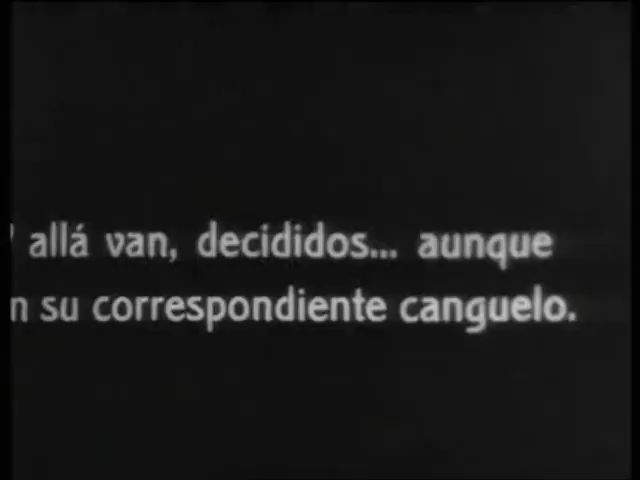 allá van, decididos... aunque
n su correspondiente canguelo.